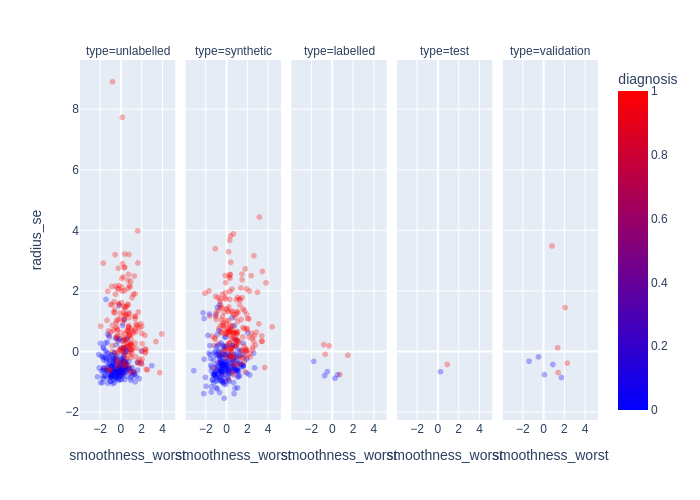 type=unlabelled type=synthetic type=labelled type=test type=validation
diagnosis
1
0.8
0.6
0.4
0.2
0
radius_se
8
6
4
2
0
−2
−2 0 2 4 −2 0 2 4 −2 0 2 4 −2 0 2 4 −2 0 2 4
smoothness_worst smoothness_worst smoothness_worst smoothness_worst smoothness_worst